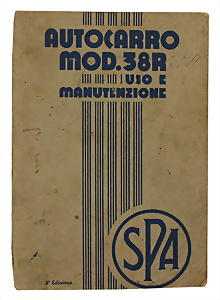 AUTOCARRO
MOD.38R
USO E
MANUTENZIONE
SPA